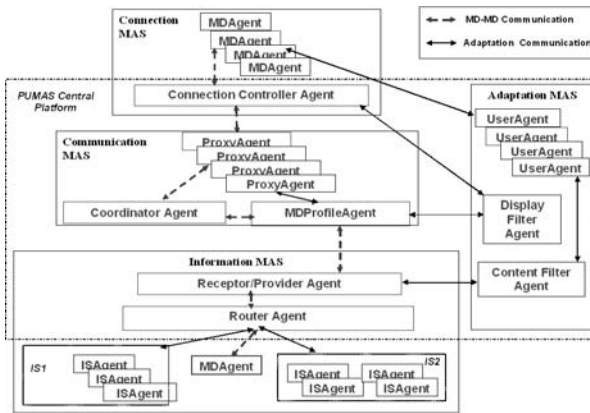 Connection
MAS
MDAgent
MDAgent
MDAgent
MDAgent
MD-MD Communication
Adaptation Communication
PUMAS Central
Platform
Connection Controller Agent
Adaptation MAS
UserAgent
UserAgent
UserAgent
UserAgent
Communication
MAS
ProxyAgent
ProxyAgent
ProxyAgent
ProxyAgent
Coordinator Agent
MDProfileAgent
Display
Filter
Agent
Information MAS
Receptor/Provider Agent
Content Filter
Agent
Router Agent
IS1
ISAgent
ISAgent
ISAgent
MDAgent
IS2
ISAgent
ISAgent
ISAgent
ISAgent